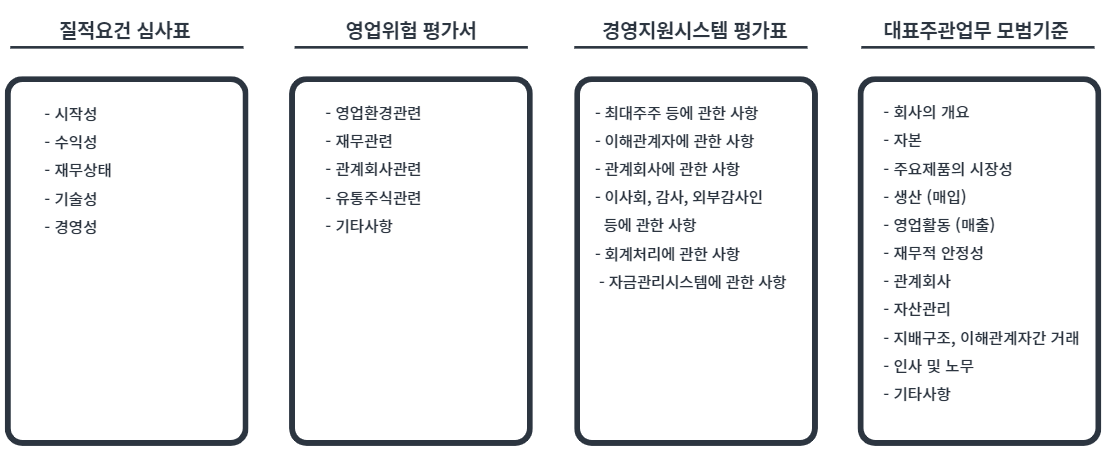 질적요건 심사표
- 시작성
- 수익성
- 재무상태
- 기술성
- 경영성
영업위험 평가서
- 영업환경관련
- 재무관련
- 관계회사관련
- 유통주식관련
- 기타사항
경영지원시스템 평가표
- 최대주주 등에 관한 사항
- 이해관계자에 관한 사항
- 관계회사에 관한 사항
- 이사회, 감사, 외부감사인
등에 관한 사항
- 회계처리에 관한 사항
- 자금관리시스템에 관한 사항
대표주관업무 모범기준
- 회사의 개요
- 자본
- 주요제품의 시장성
- 생산 (매입)
- 영업활동 (매출)
- 재무적 안정성
- 관계회사
- 자산관리
- 지배구조, 이해관계자간 거래
- 인사 및 노무
- 기타사항